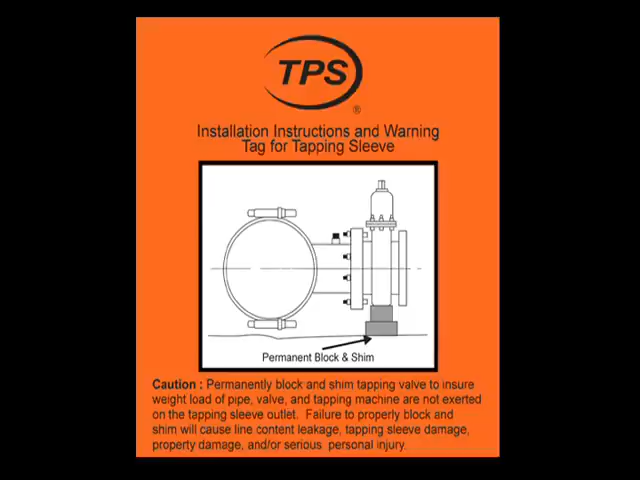 TPS
®
Installation Instructions and Warning
Tag for Tapping Sleeve
Permanent Block & Shim
Caution : Permanently block and shim tapping valve to insure
weight load of pipe, valve, and tapping machine are not exerted
on the tapping sleeve outlet. Failure to properly block and
shim will cause line content leakage, tapping sleeve damage,
property damage, and/or serious personal injury.